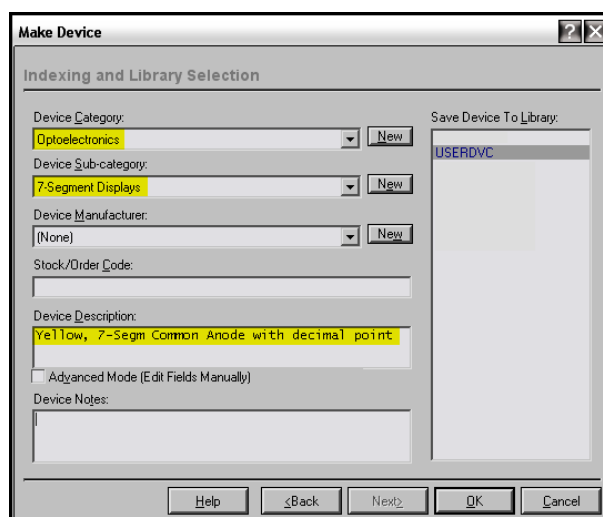 Make Device
Indexing and Library Selection
Device Category:
Optoelectronics
New
Device Sub-category:
7-Segment Displays
New
Device Manufacturer:
(None)
New
Stock/Order Code:
Device Description:
Yellow, 7-Segm Common Anode with decimal point
Advanced Mode (Edit Fields Manually)
Device Notes:
Save Device To Library:
USERDVC
Help
<Back
Next>
OK
Cancel